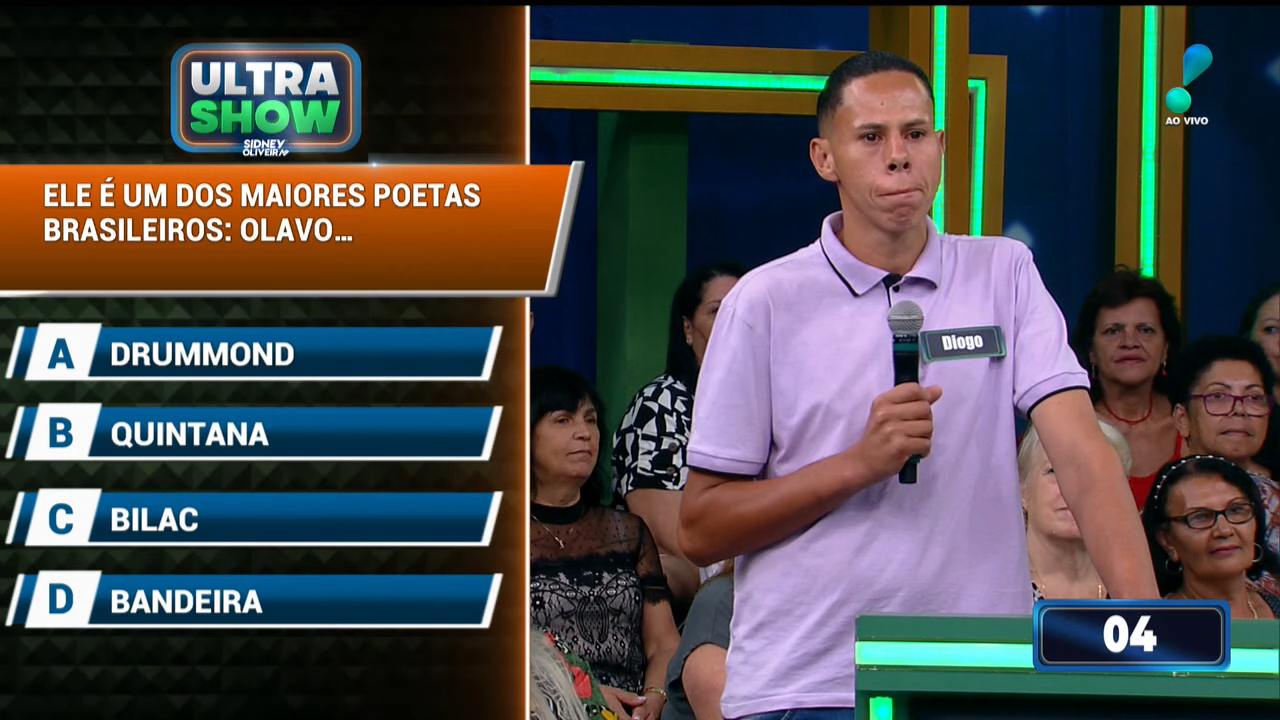 ULTRA
SHOW
SIDNEY
OLIVEIRA
ELE É UM DOS MAIORES POETAS
BRASILEIROS: OLAVO...
A DRUMMOND
B QUINTANA
C BILAC
D BANDEIRA
AO VIVO
Diogo
04